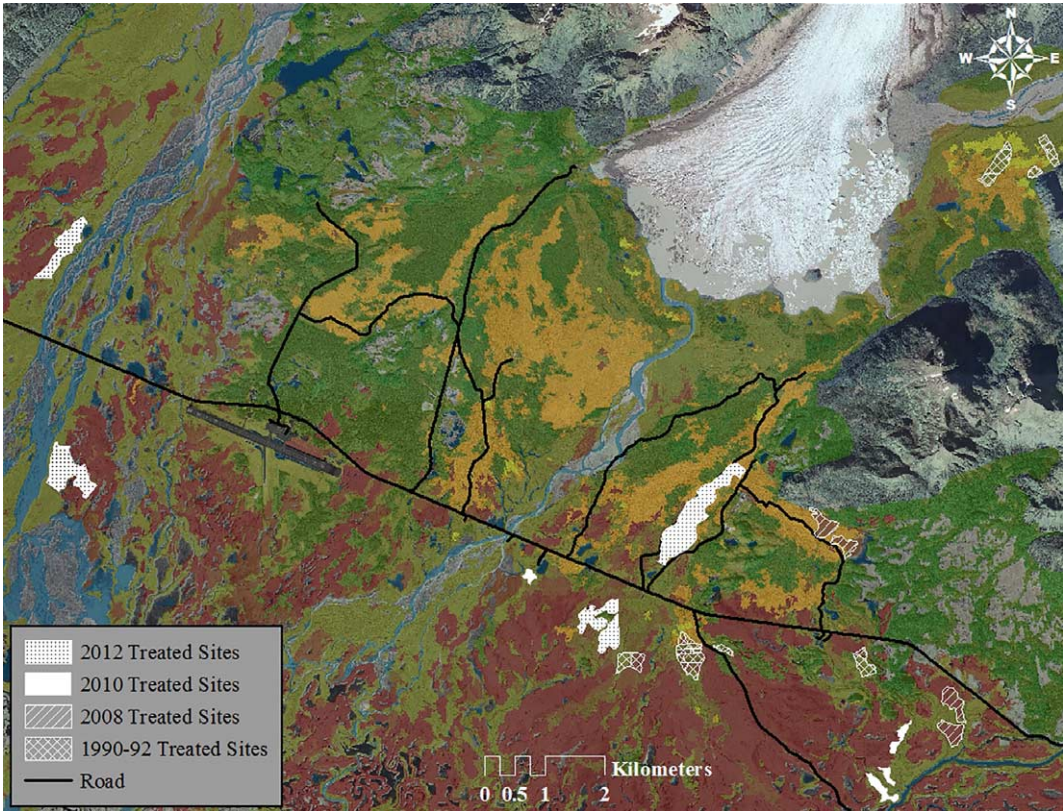 N
W E
S
2012 Treated Sites
2010 Treated Sites
2008 Treated Sites
1990-92 Treated Sites
Road
Kilometers
0 0.5 1 2